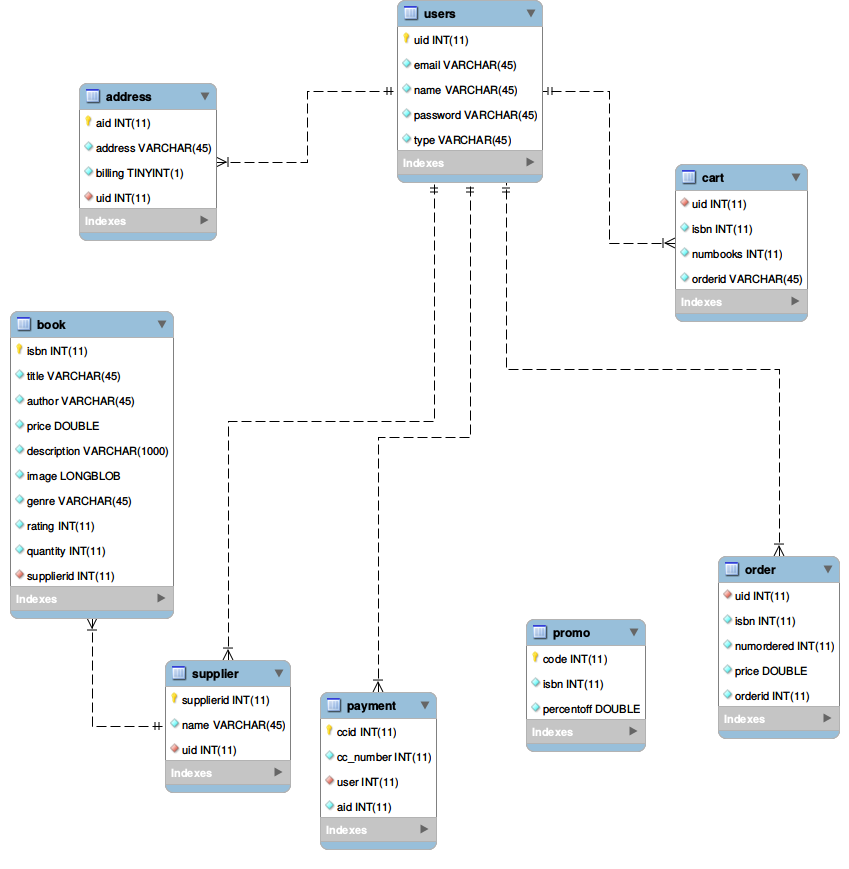 users
uid INT(11)
email VARCHAR(45)
name VARCHAR(45)
password VARCHAR(45)
type VARCHAR(45)
Indexes
address
aid INT(11)
address VARCHAR(45)
billing TINYINT(1)
uid INT(11)
Indexes
cart
uid INT(11)
isbn INT(11)
numbooks INT(11)
orderid VARCHAR(45)
Indexes
book
isbn INT(11)
title VARCHAR(45)
author VARCHAR(45)
price DOUBLE
description VARCHAR(1000)
image LONGBLOB
genre VARCHAR(45)
rating INT(11)
quantity INT(11)
supplierid INT(11)
Indexes
supplier
supplierid INT(11)
name VARCHAR(45)
uid INT(11)
Indexes
payment
ccid INT(11)
cc_number INT(11)
user INT(11)
aid INT(11)
Indexes
promo
code INT(11)
isbn INT(11)
percentoff DOUBLE
Indexes
order
uid INT(11)
isbn INT(11)
numordered INT(11)
price DOUBLE
orderid INT(11)
Indexes